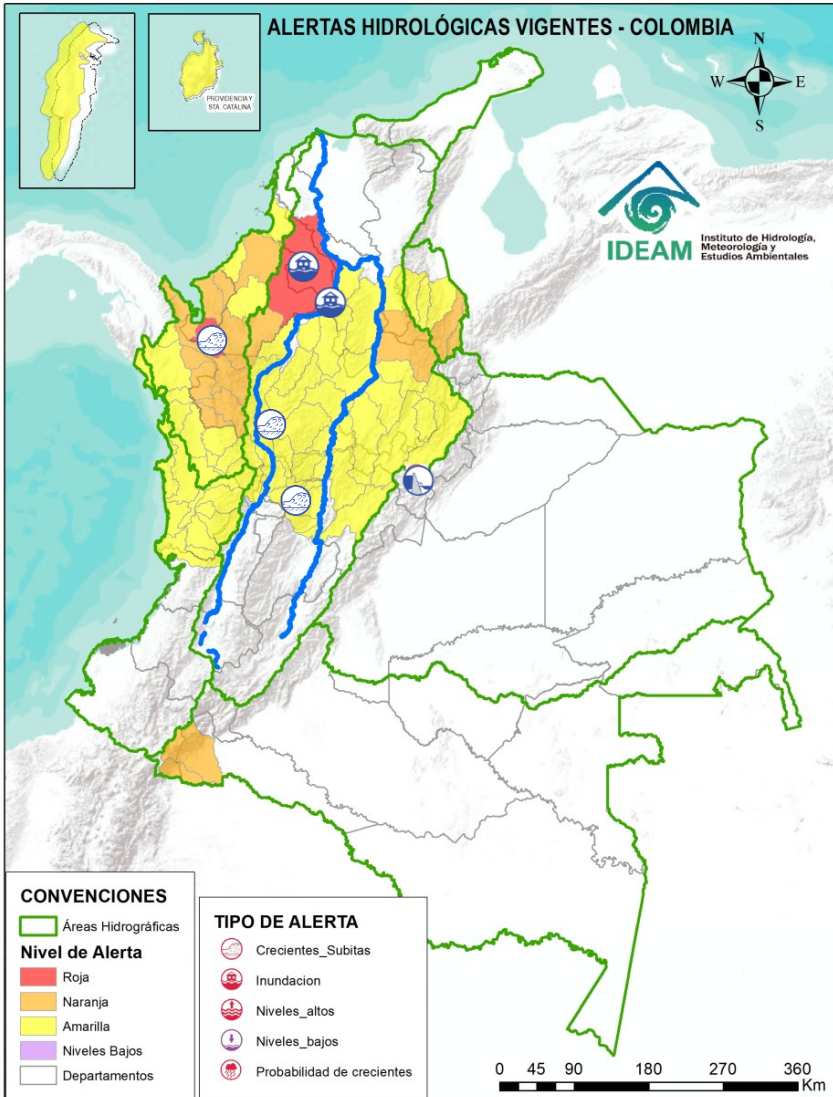 ALERTAS HIDROLÓGICAS VIGENTES - COLOMBIA
PROVIDENCIA Y
STA. CATALINA
N
W
E
S
IDEAM
Instituto de Hidrología,
Meteorología y
Estudios Ambientales
CONVENCIONES
Áreas Hidrográficas
Nivel de Alerta
Roja
Naranja
Amarilla
Niveles Bajos
Departamentos
TIPO DE ALERTA
Crecientes_Subitas
Inundacion
Niveles_altos
Niveles_bajos
Probabilidad de crecientes
0 45 90 180 270 360
Km